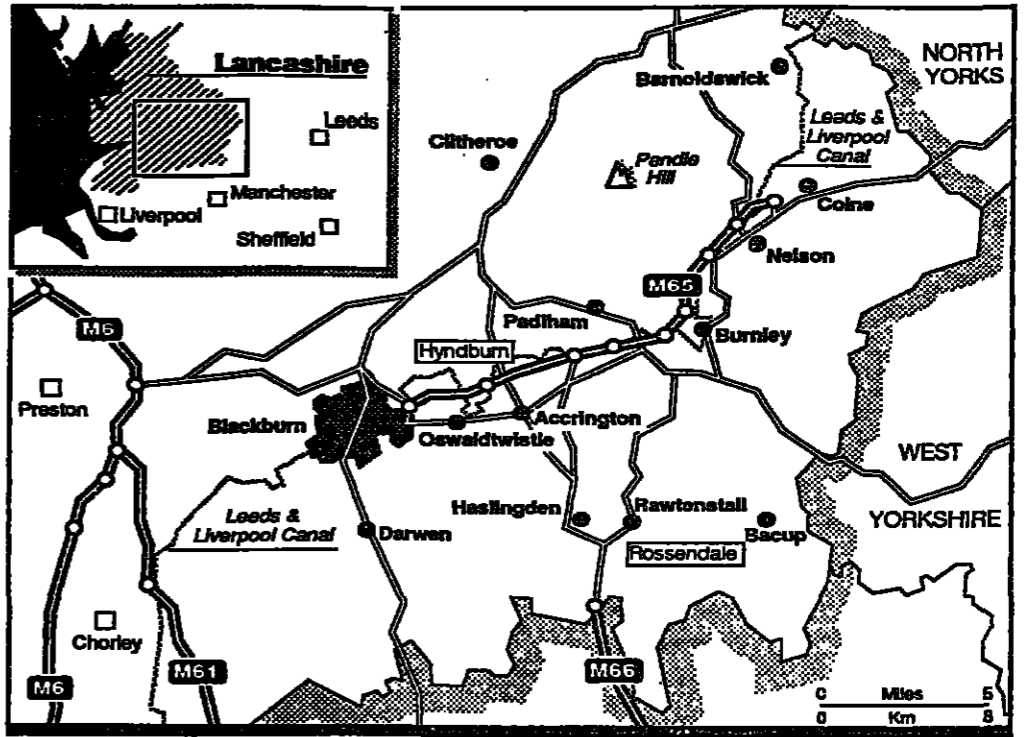 Lancashire
Leeds
Manchester
Liverpool
Sheffield
NORTH
YORKS
Barnoldswick
Leeds &
Liverpool
Canal
Clitheroe
Pendle
Hill
Colne
Nelson
M65
M6
Padiham
Burnley
Hyndburn
Preston
Blackburn
Accrington
Oswaldtwistle
WEST
YORKSHIRE
Haslingden
Rawtenstall
Bacup
Leeds &
Liverpool Canal
Darwen
Rossendale
Chorley
M6
M61
M66
0 Miles 5
0 Km 8